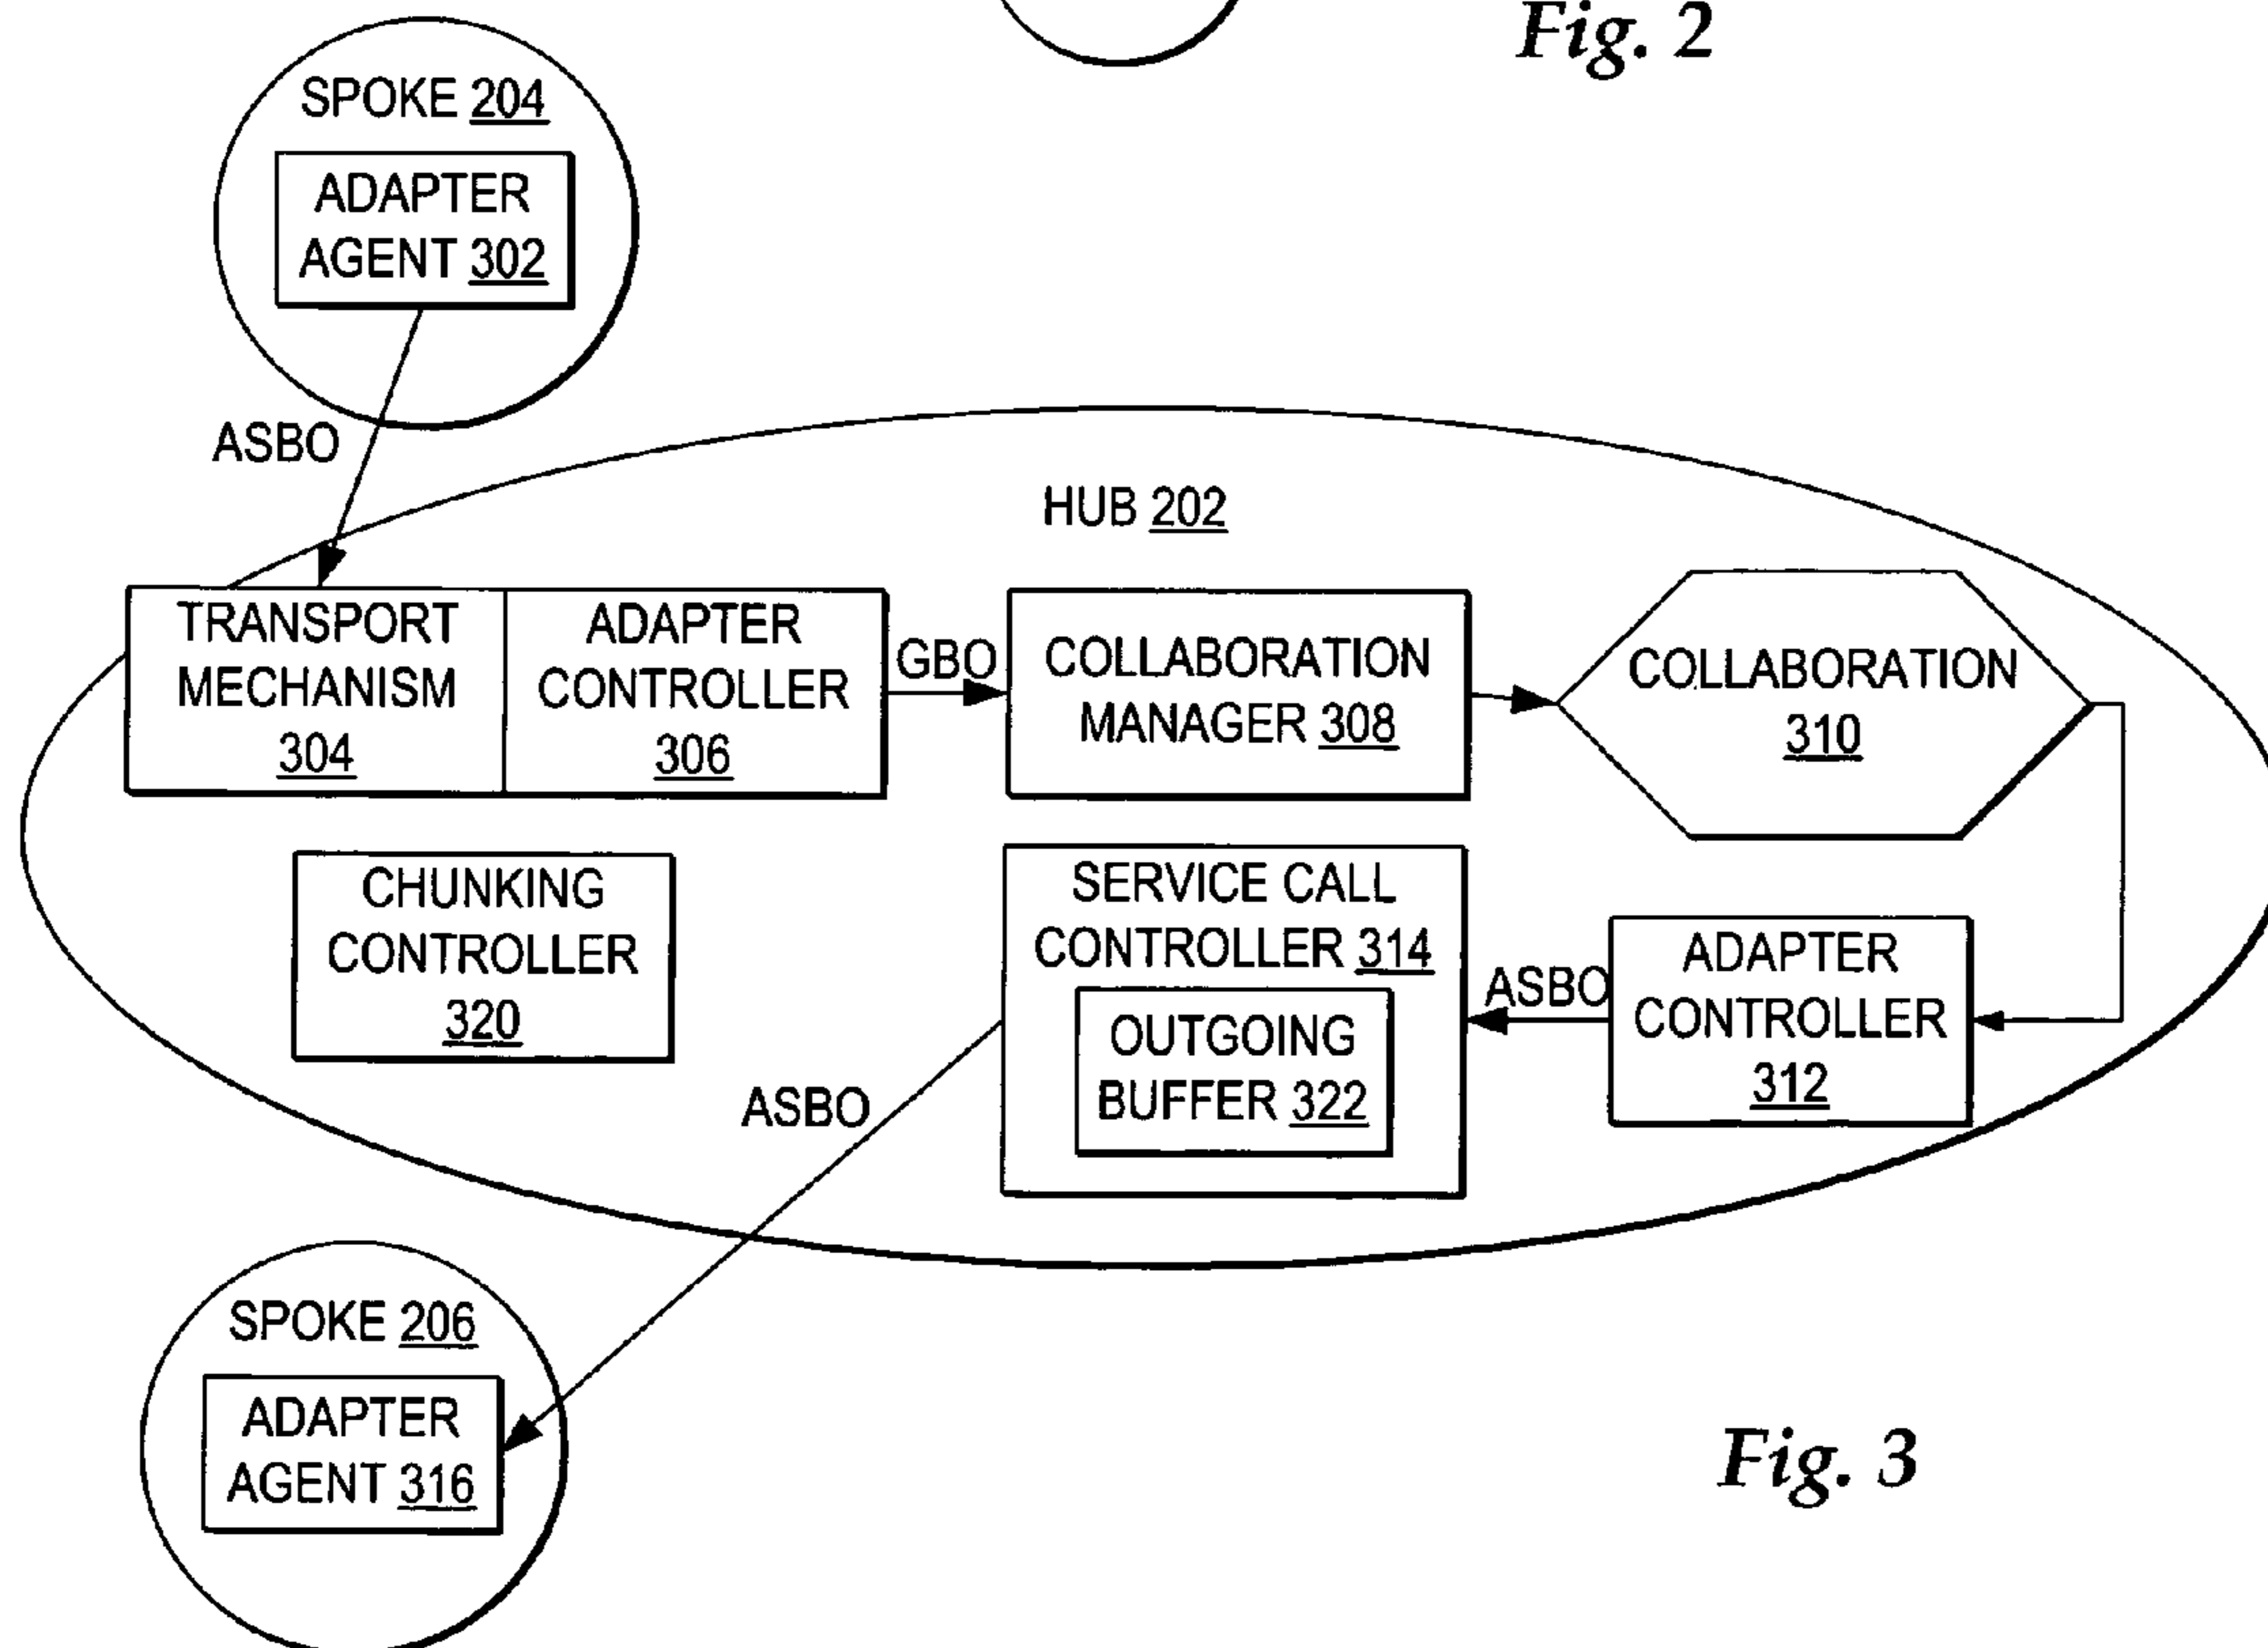 Fig. 2
SPOKE 204
ADAPTER
AGENT 302
ASBO
HUB 202
TRANSPORT
MECHANISM
304
ADAPTER
CONTROLLER
306
GBO
COLLABORATION
MANAGER 308
COLLABORATION
310
CHUNKING
CONTROLLER
320
SERVICE CALL
CONTROLLER 314
OUTGOING
BUFFER 322
ASBO
ADAPTER
CONTROLLER
312
ASBO
SPOKE 206
ADAPTER
AGENT 316
Fig. 3